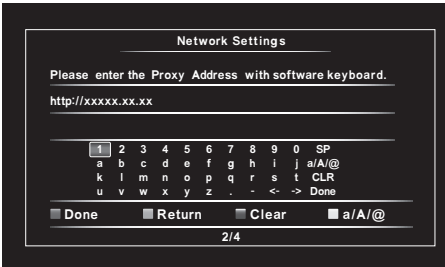 Network Settings
Please enter the Proxy Address with software keyboard.
http://xxxxx.xx.xx
1 2 3 4 5 6 7 8 9 0 SP
a b c d e f g h i j a/A/@
k l m n o p q r s t CLR
u v w x y z . - <- -> Done
Done Return Clear a/A/@
2/4